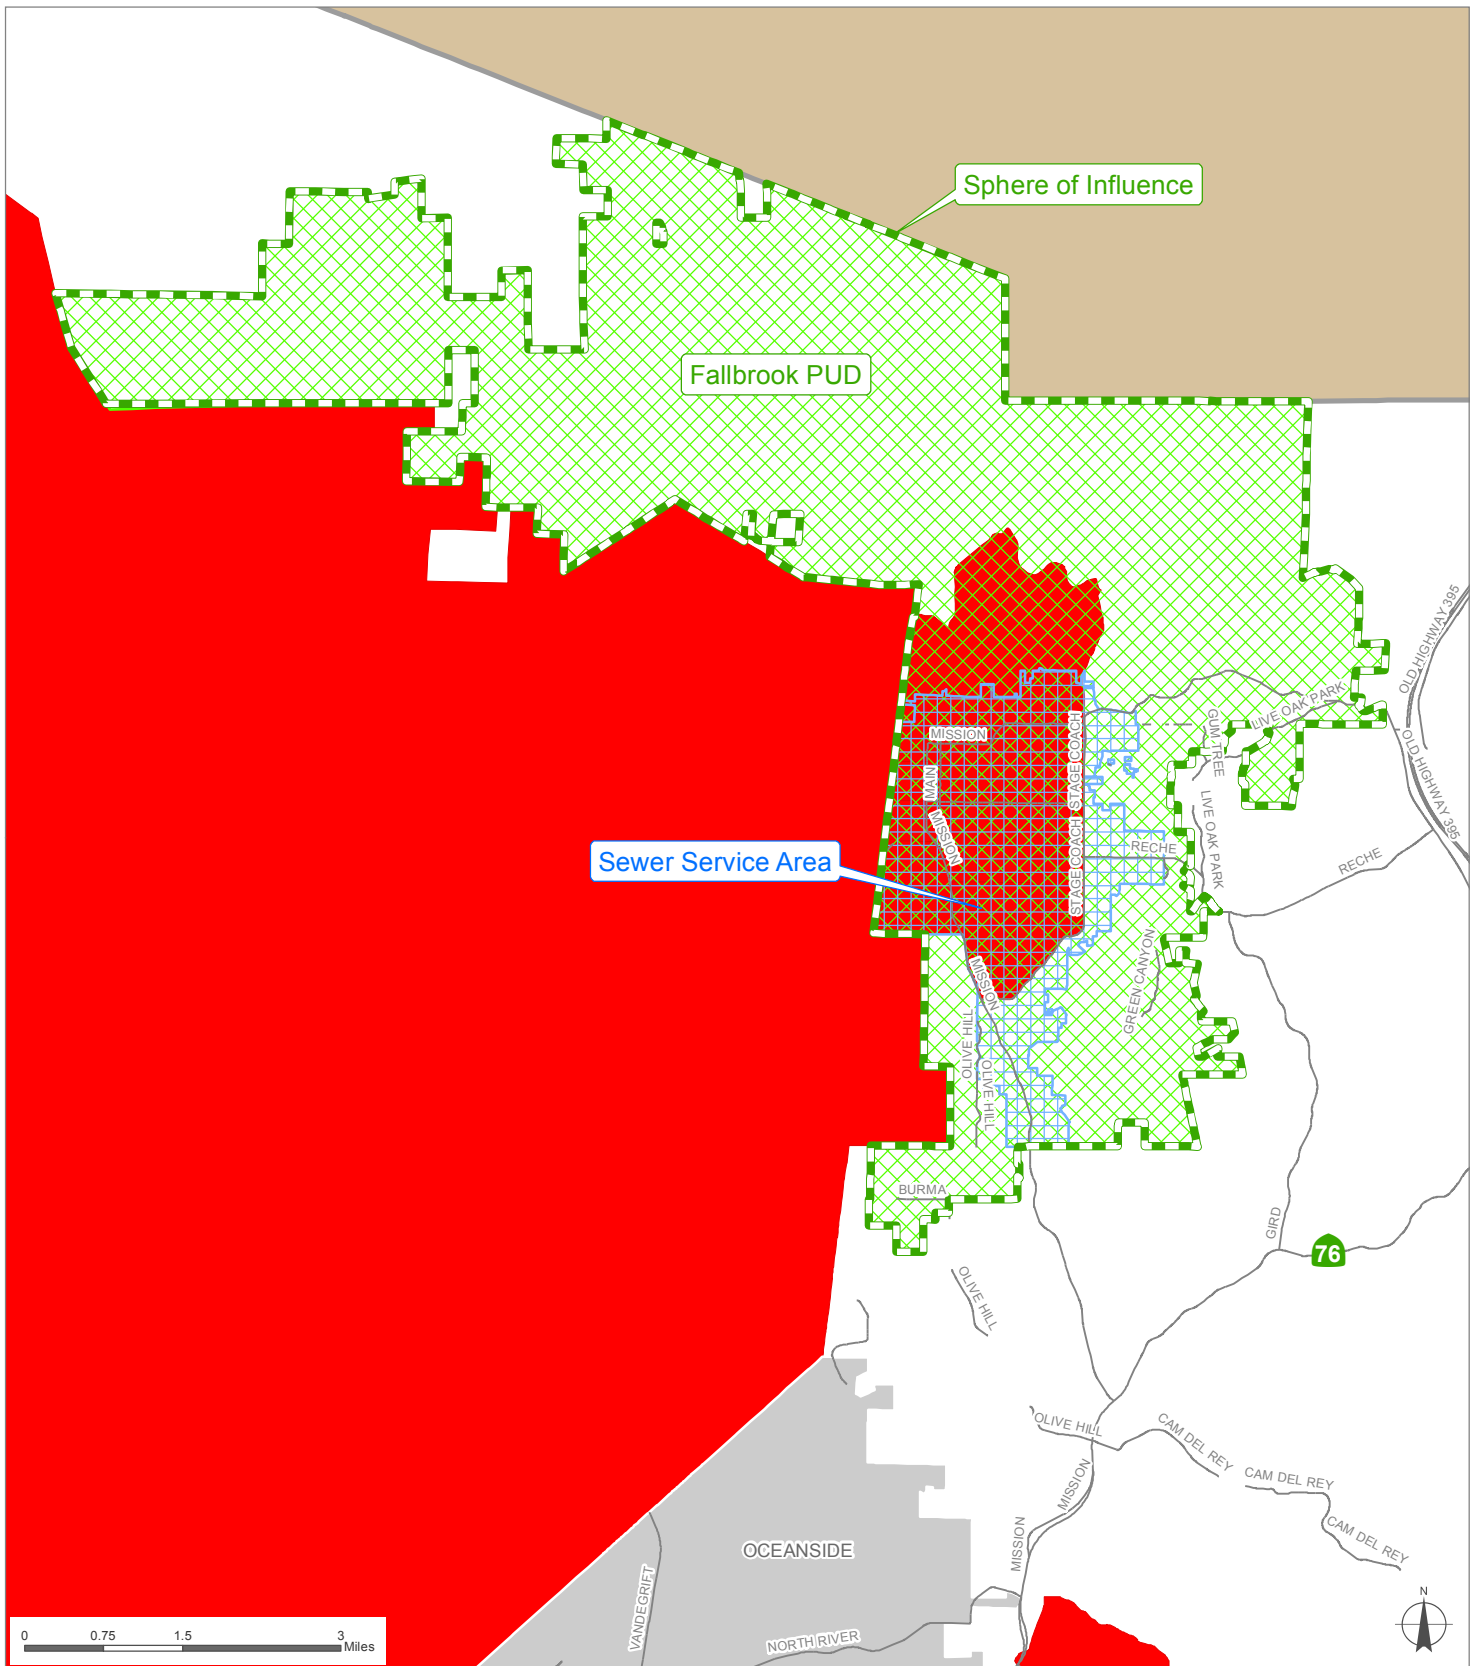 Sphere of Influence
Fallbrook PUD
OLD HIGHWAY 395
LIVE OAK PARK
GUM TREE
MISSION
STAGE COACH
OLD HIGHWAY 395
MAIN
LIVE OAK PARK
MISSION
Sewer Service Area
RECHE
RECHE
STAGE COACH
GREEN CANYON
MISSION
OLIVE HILL
OLIVE HILL
BURMA
GIRD
76
OLIVE HILL
OLIVE HILL
CAM DEL REY
CAM DEL REY
MISSION
CAM DEL REY
MISSION
OCEANSIDE
VANDEGRIFT
NORTH RIVER
N
0 0.75 1.5 3
Miles